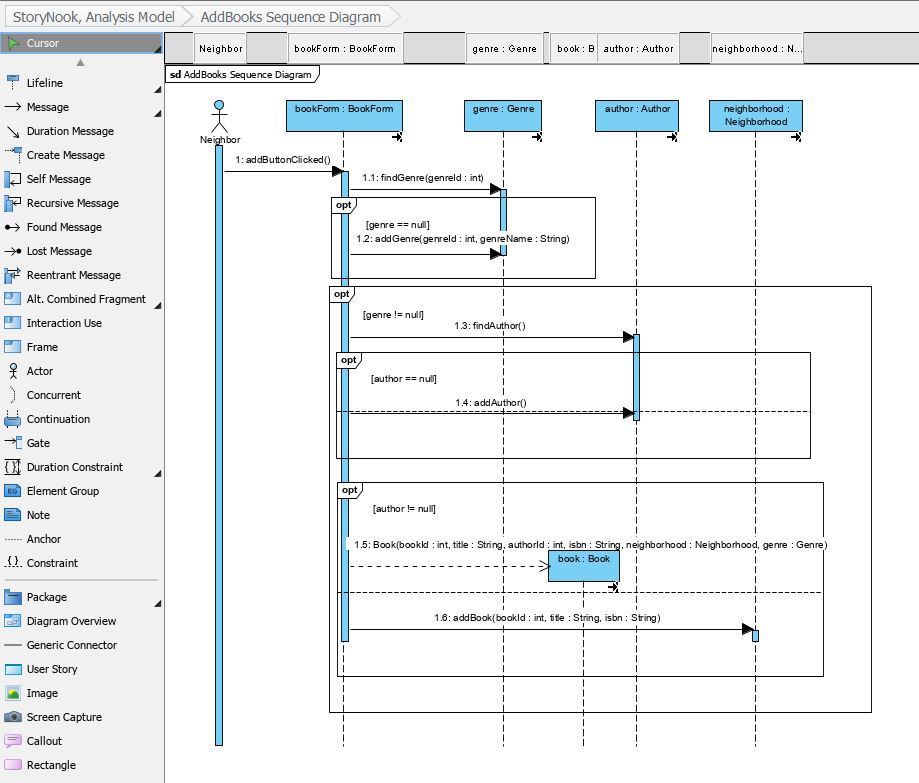 StoryNook, Analysis Model
AddBooks Sequence Diagram
Cursor
Lifeline
Message
Duration Message
Create Message
Self Message
Recursive Message
Found Message
Lost Message
Reentrant Message
Alt. Combined Fragment
Interaction Use
Frame
Actor
Concurrent
Continuation
Gate
Duration Constraint
EG Element Group
Note
Anchor
{} Constraint
Package
Diagram Overview
Generic Connector
User Story
Image
Screen Capture
Callout
Rectangle
Neighbor
bookForm : BookForm
genre : Genre
book : B
author : Author
neighborhood : N...
sd AddBooks Sequence Diagram
Neighbor
bookForm : BookForm
genre : Genre
author : Author
neighborhood :
Neighborhood
1: addButtonClicked()
1.1: findGenre(genreId : int)
opt
[genre == null]
1.2: addGenre(genreId : int, genreName : String)
opt
[genre != null]
1.3: findAuthor()
opt
[author == null]
1.4: addAuthor()
opt
[author != null]
1.5: Book(bookId : int, title : String, authorId : int, isbn : String, neighborhood : Neighborhood, genre : Genre)
book : Book
1.6: addBook(bookId : int, title : String, isbn : String)